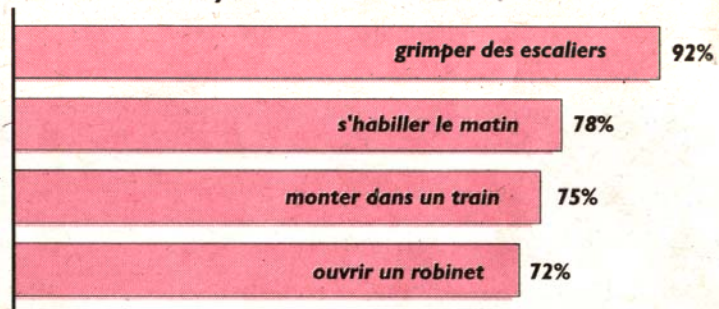 grimper des escaliers 92%
s'habiller le matin 78%
monter dans un train 75%
ouvrir un robinet 72%